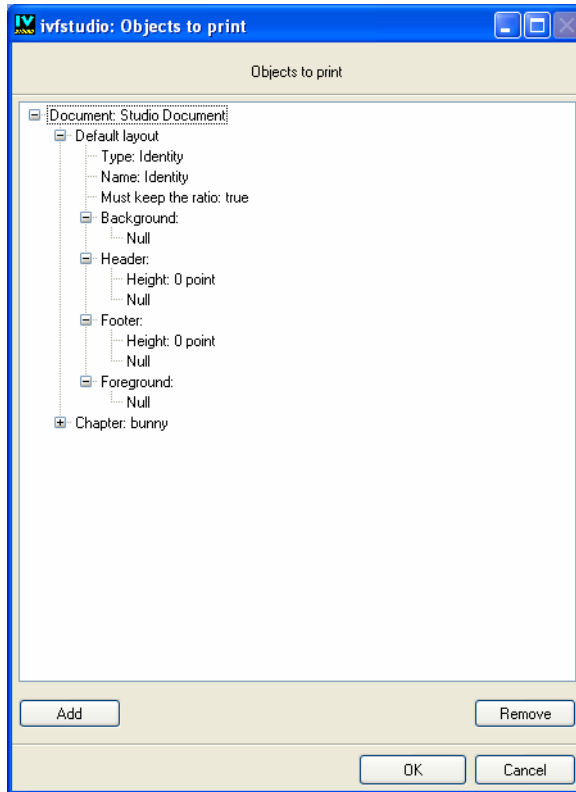 IV
ivfstudio: Objects to print
Objects to print
Document: Studio Document
Default layout
Type: Identity
Name: Identity
Must keep the ratio: true
Background:
Null
Header:
Height: 0 point
Null
Footer:
Height: 0 point
Null
Foreground:
Null
Chapter: bunny
Add Remove
OK Cancel